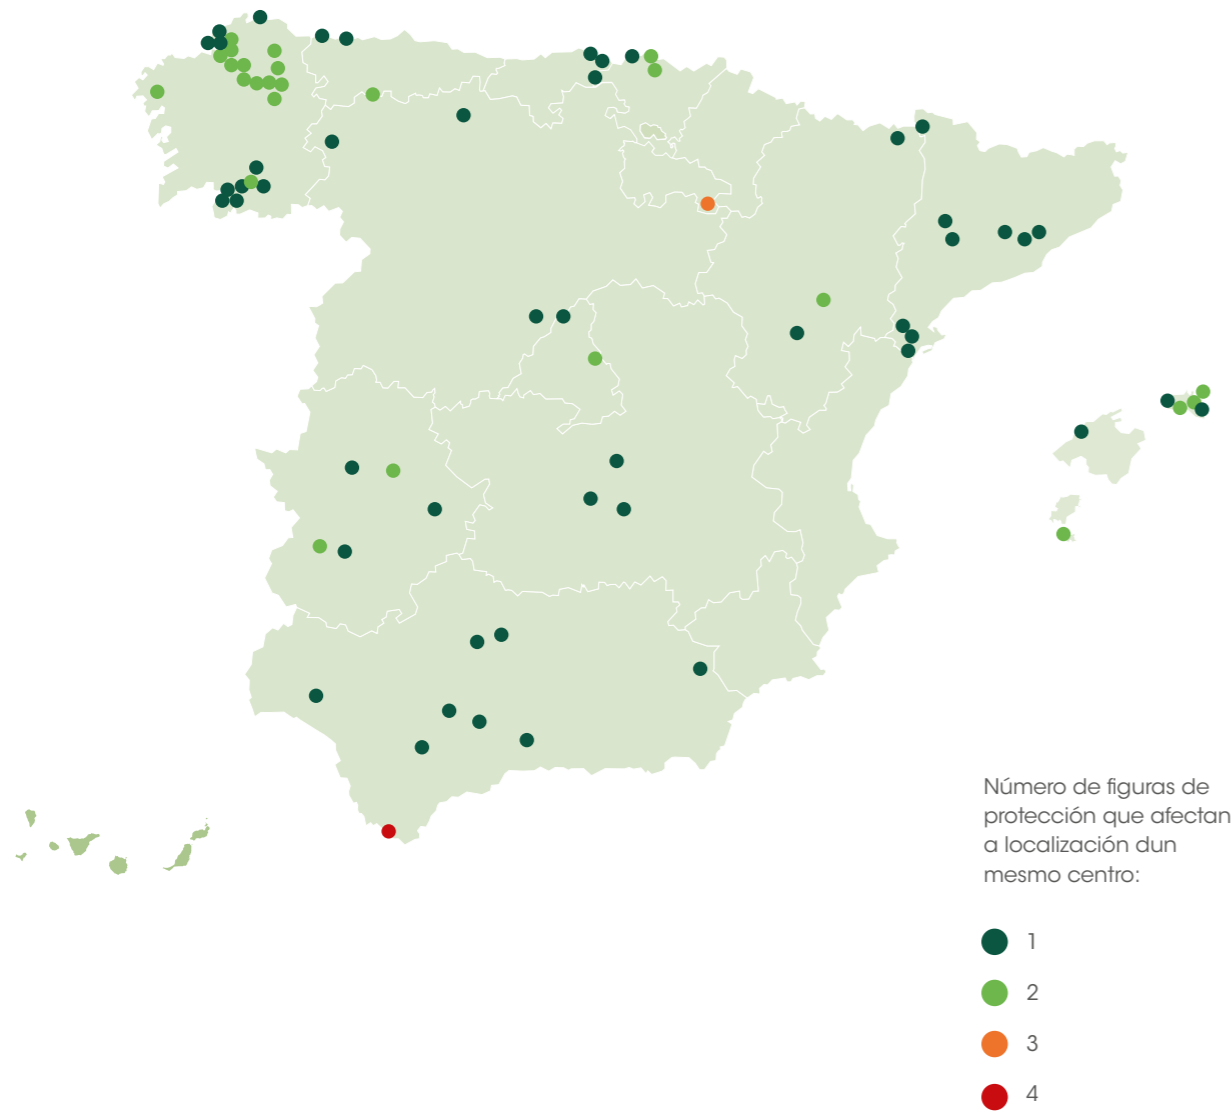 Número de figuras de
protección que afectan
a localización dun
mesmo centro:
1
2
3
4